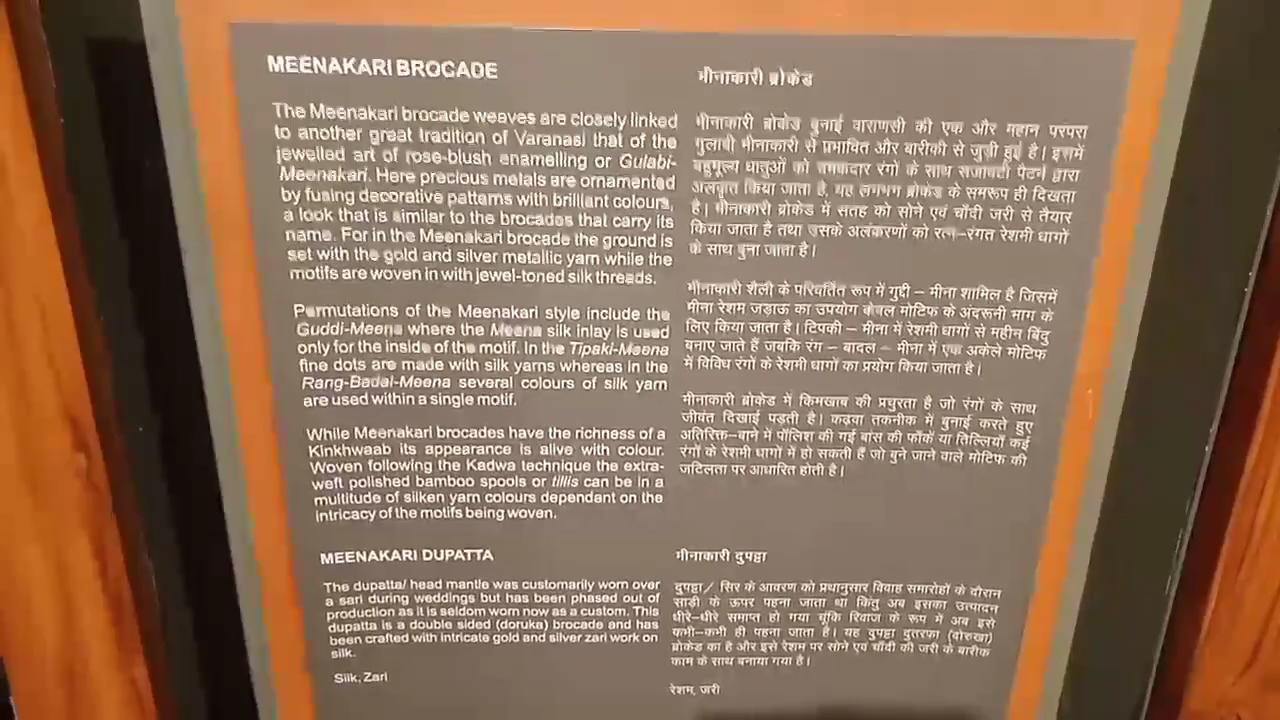 MEENAKARI BROCADE
The Meenakari brocade weaves are closely linked
to another great tradition of Varanasi that of the
jewelled art of rose-blush enamelling or Gulabi-
Meenakari. Here precious metals are ornamented
by fusing decorative patterns with brilliant colours,
a look that is similar to the brocades that carry its
name. For in the Meenakari brocade the ground is
set with the gold and silver metallic yarn while the
motifs are woven in with jewel-toned silk threads.
Permutations of the Meenakari style include the
Guddi-Meena where the Meena silk inlay is used
only for the inside of the motif. In the Tipaki-Meena
fine dots are made with silk yarns whereas in the
Rang-Badal-Meena several colours of silk yarn
are used within a single motif.
While Meenakari brocades have the richness of a
Kinkhwaab its appearance is alive with colour.
Woven following the Kadwa technique the extra-
weft polished bamboo spools or tillis can be in a
multitude of silken yarn colours dependant on the
intricacy of the motifs being woven.
MEENAKARI DUPATTA
The dupatta/ head mantle was customarily worn over
a sari during weddings but has been phased out of
production as it is seldom worn now as a custom. This
dupatta is a double sided (doruka) brocade and has
been crafted with intricate gold and silver zari work on
silk.
Silk, Zari
मीनाकारी ब्रोकेड
मीनाकारी ब्रोकेड बुनाई वाराणसी की एक और महान परंपरा
गुलाबी मीनाकारी से प्रभावित और बारीकी से जुड़ी हुई है। इसमें
बहुमूल्य धातुओं को चमकदार रंगों के साथ सजावटी पैटर्न द्वारा
अलंकृत किया जाता है, यह लगभग ब्रोकेड के समरूप ही दिखता
है। मीनाकारी ब्रोकेड में सतह को सोने एवं चाँदी जरी से तैयार
किया जाता है तथा उसके अलंकरणों को रत्न–रंगत रेशमी धागों
के साथ बुना जाता है।
मीनाकारी शैली के परिवर्तित रूप में गुद्दी – मीना शामिल है जिसमें
मीना रेशम जड़ाऊ का उपयोग केवल मोटिफ के अंदरूनी भाग के
लिए किया जाता है। टिपकी – मीना में रेशमी धागों से महीन बिंदु
बनाए जाते हैं जबकि रंग – बादल – मीना में एक अकेले मोटिफ
में विविध रंगों के रेशमी धागों का प्रयोग किया जाता है।
मीनाकारी ब्रोकेड में किमखाब की प्रचुरता है जो रंगों के साथ
जीवंत दिखाई पड़ती है। कढ़वा तकनीक में बुनाई करते हुए
अतिरिक्त–बाने में पॉलिश की गई बांस की फॉकें या तिल्लियाँ कई
रंगों के रेशमी धागों में हो सकती हैं जो बुने जाने वाले मोटिफ की
जटिलता पर आधारित होती है।
मीनाकारी दुपट्टा
दुपट्टा/ सिर के आवरण को प्रथानुसार विवाह समारोहों के दौरान
साड़ी के ऊपर पहना जाता था किंतु अब इसका उत्पादन
धीरे–धीरे समाप्त हो गया चूंकि रिवाज के रूप में अब इसे
कभी–कभी ही पहना जाता है। यह दुपट्टा दुतरफा (दोरुखा)
ब्रोकेड का है और इसे रेशम पर सोने एवं चाँदी की जरी के बारीक
काम के साथ बनाया गया है।
रेशम, जरी